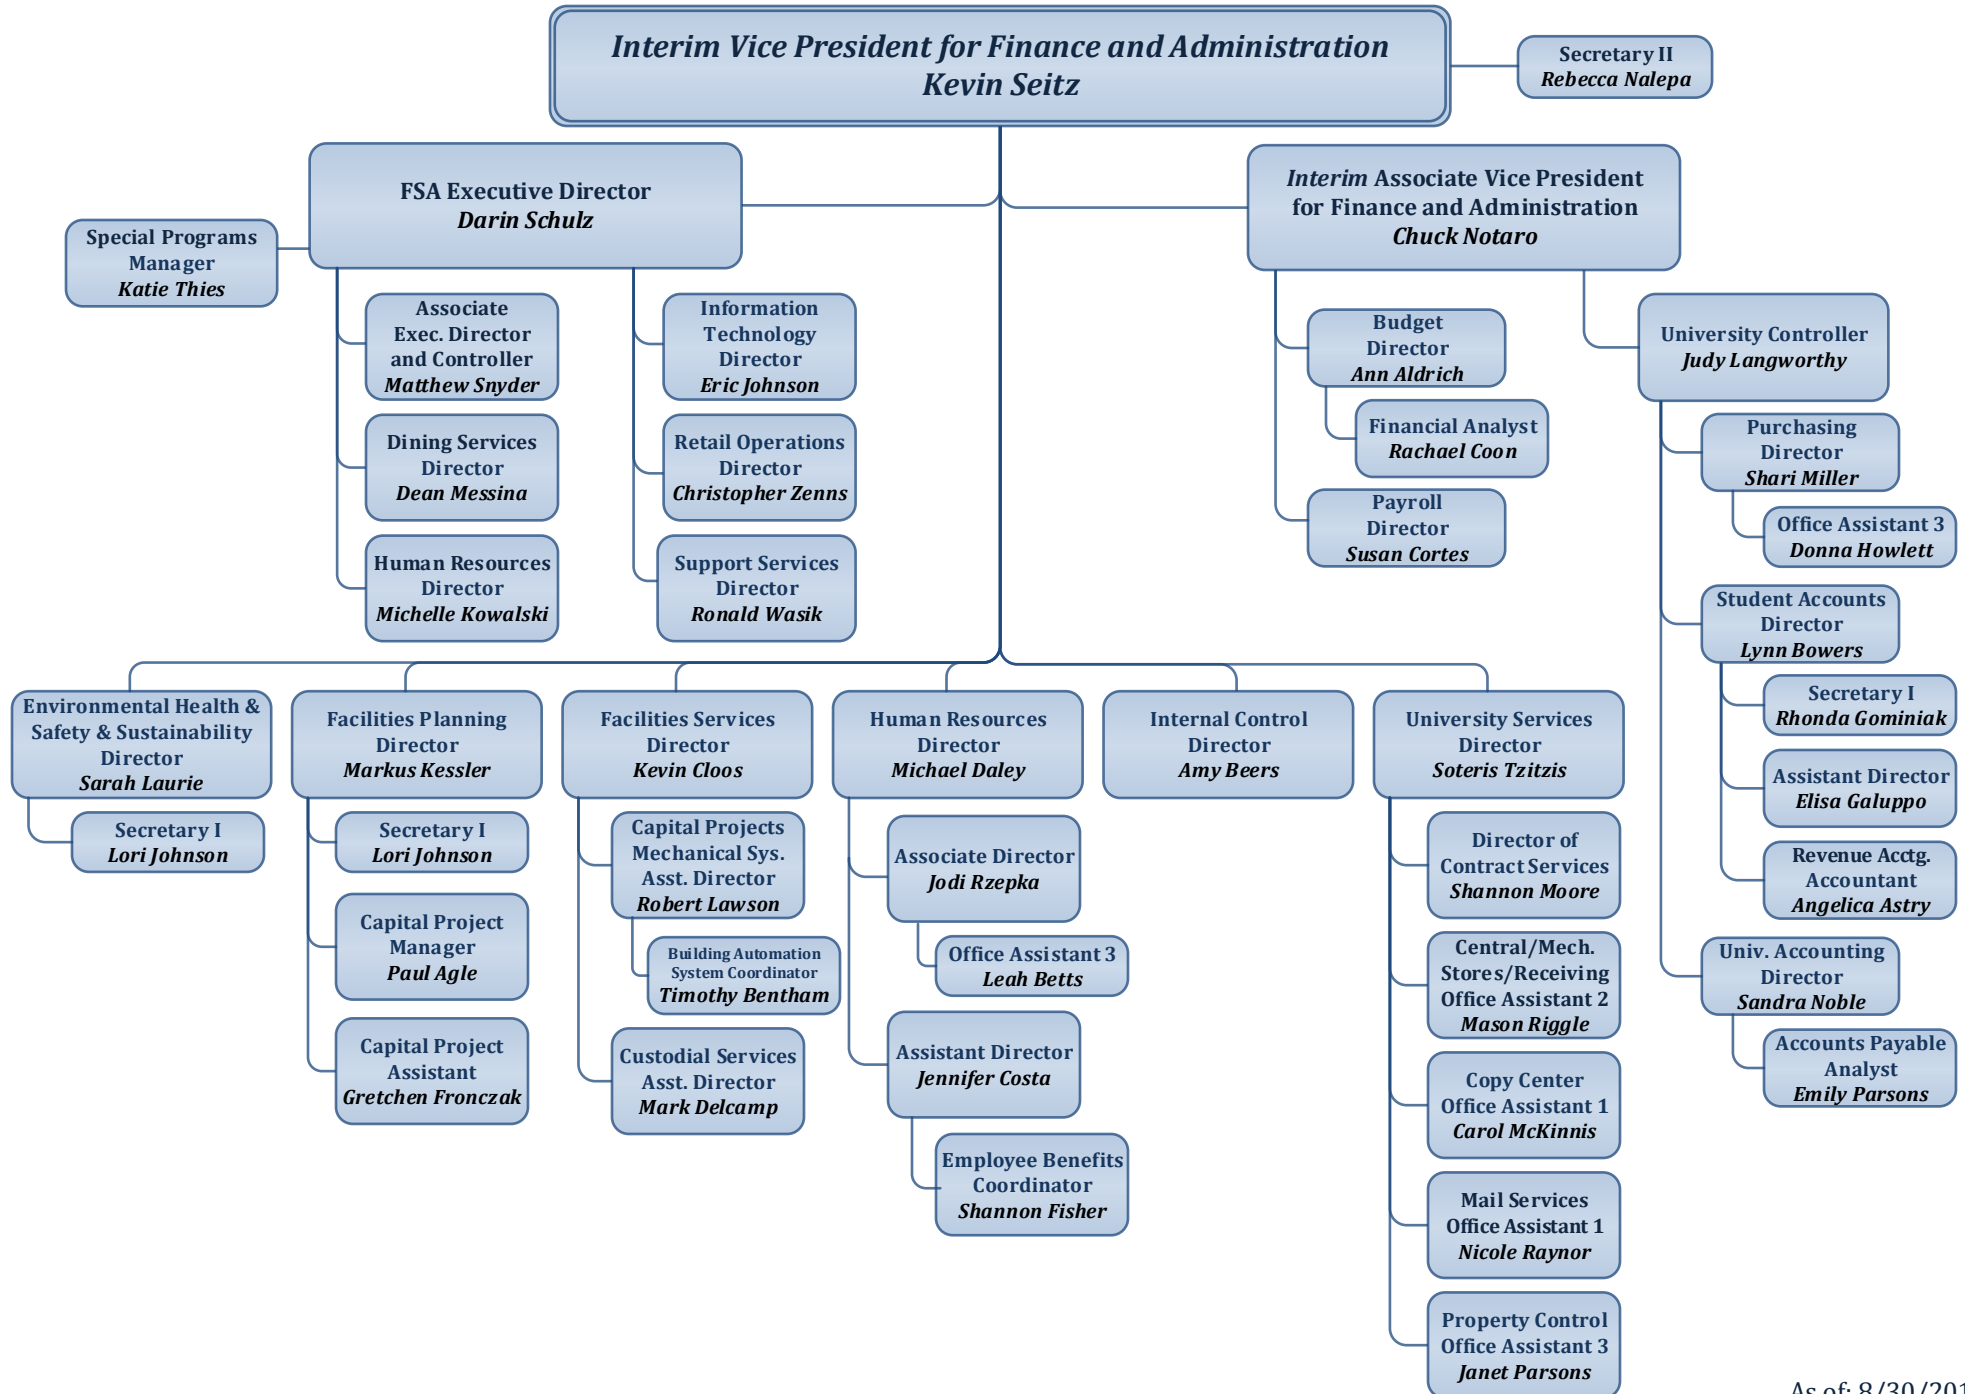 Interim Vice President for Finance and Administration
Kevin Seitz
Secretary II
Rebecca Nalepa
FSA Executive Director
Darin Schulz
Interim Associate Vice President
for Finance and Administration
Chuck Notaro
Special Programs
Manager
Katie Thies
Associate
Exec. Director
and Controller
Matthew Snyder
Information
Technology
Director
Eric Johnson
Dining Services
Director
Dean Messina
Retail Operations
Director
Christopher Zenns
Human Resources
Director
Michelle Kowalski
Support Services
Director
Ronald Wasik
Budget
Director
Ann Aldrich
Financial Analyst
Rachael Coon
Payroll
Director
Susan Cortes
University Controller
Judy Langworthy
Purchasing
Director
Shari Miller
Office Assistant 3
Donna Howlett
Student Accounts
Director
Lynn Bowers
Secretary I
Rhonda Gominiak
Assistant Director
Elisa Galuppo
Revenue Acctg.
Accountant
Angelica Astry
Univ. Accounting
Director
Sandra Noble
Accounts Payable
Analyst
Emily Parsons
Environmental Health &
Safety & Sustainability
Director
Sarah Laurie
Secretary I
Lori Johnson
Facilities Planning
Director
Markus Kessler
Secretary I
Lori Johnson
Capital Project
Manager
Paul Agle
Capital Project
Assistant
Gretchen Fronczak
Facilities Services
Director
Kevin Cloos
Capital Projects
Mechanical Sys.
Asst. Director
Robert Lawson
Building Automation
System Coordinator
Timothy Bentham
Custodial Services
Asst. Director
Mark Delcamp
Human Resources
Director
Michael Daley
Associate Director
Jodi Rzepka
Office Assistant 3
Leah Betts
Assistant Director
Jennifer Costa
Employee Benefits
Coordinator
Shannon Fisher
Internal Control
Director
Amy Beers
University Services
Director
Soteris Tzitzis
Director of
Contract Services
Shannon Moore
Central/Mech.
Stores/Receiving
Office Assistant 2
Mason Riggle
Copy Center
Office Assistant 1
Carol McKinnis
Mail Services
Office Assistant 1
Nicole Raynor
Property Control
Office Assistant 3
Janet Parsons
As of: